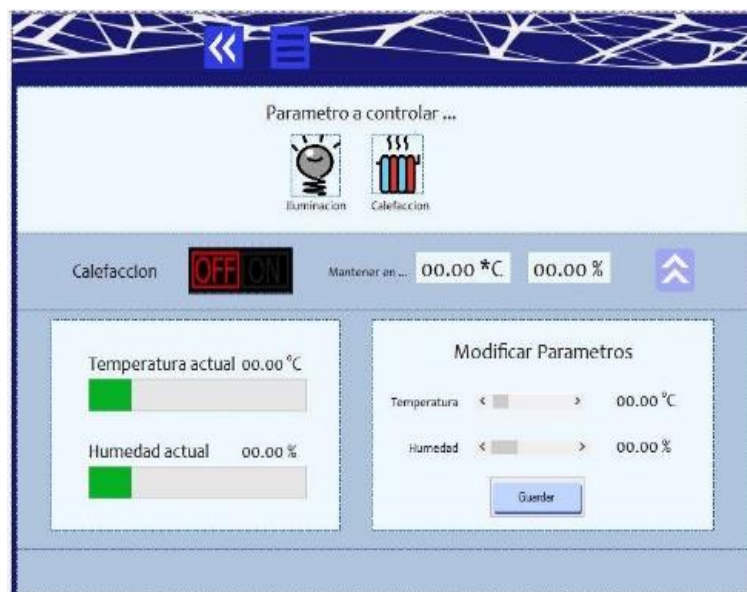 Parametro a controlar ...
Iluminacion Calefaccion
Calefaccion OFF ON Mantener en ... 00.00 *C 00.00 %
Temperatura actual 00.00 °C
Humedad actual 00.00 %
Modificar Parametros
Temperatura < > 00.00 °C
Humedad < > 00.00 %
Guardar